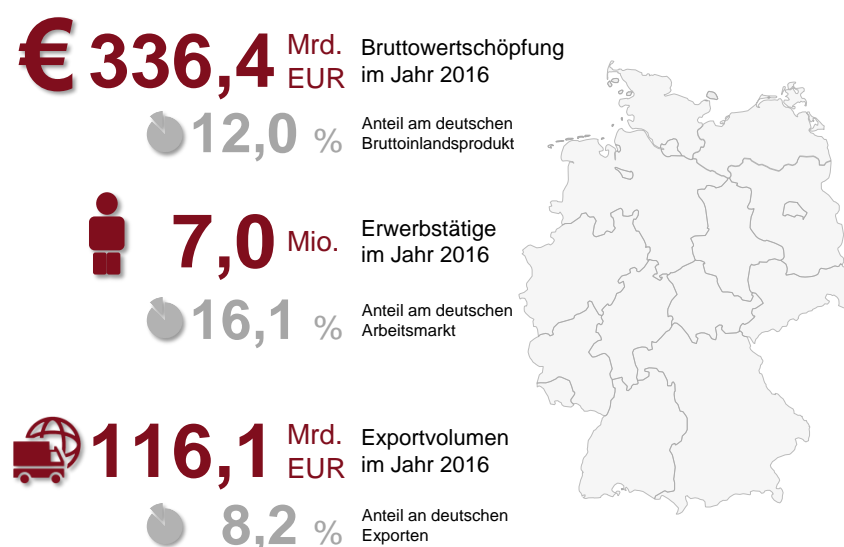 € 336,4 Mrd. EUR Bruttowertschöpfung
im Jahr 2016
12,0 % Anteil am deutschen
Bruttoinlandsprodukt
7,0 Mio. Erwerbstätige
im Jahr 2016
16,1 % Anteil am deutschen
Arbeitsmarkt
116,1 Mrd. EUR Exportvolumen
im Jahr 2016
8,2 % Anteil an deutschen
Exporten